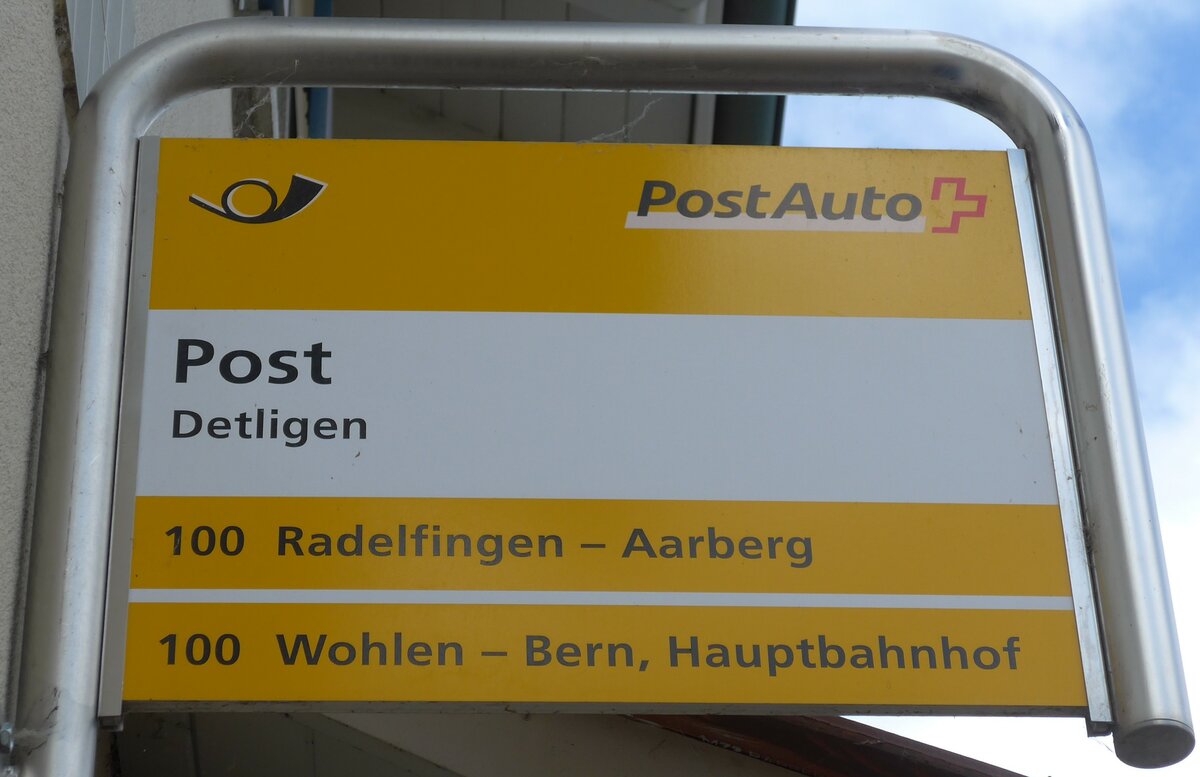 PostAuto
Post
Detligen
100 Radelfingen – Aarberg
100 Wohlen – Bern, Hauptbahnhof